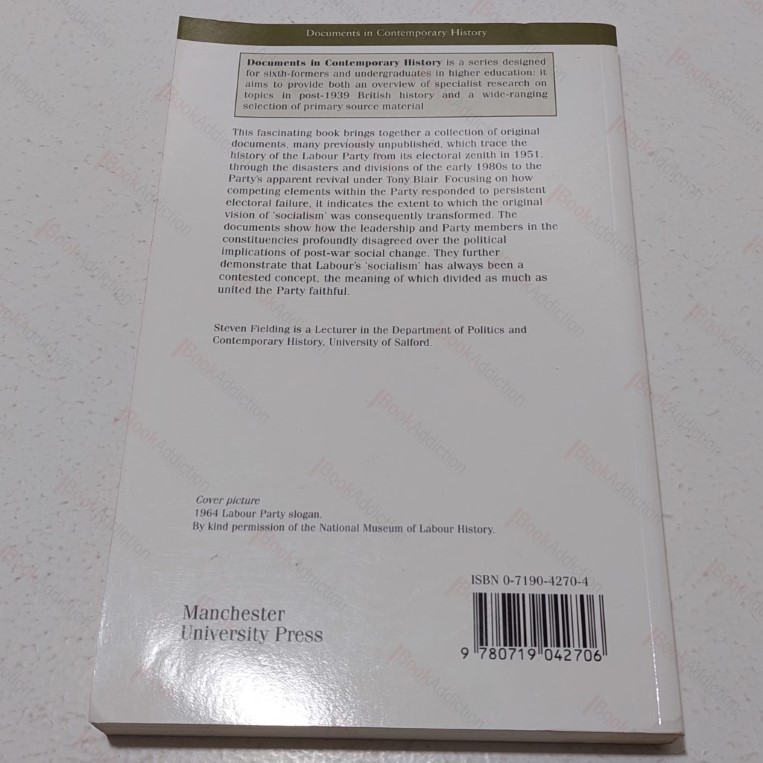 Documents in Contemporary History
Documents in Contemporary History is a series designed
for sixth-formers and undergraduates in higher education: it
aims to provide both an overview of specialist research on
topics in post-1939 British history and a wide-ranging
selection of primary source material
This fascinating book brings together a collection of original
documents, many previously unpublished, which trace the
history of the Labour Party from its electoral zenith in 1951,
through the disasters and divisions of the early 1980s to the
Party's apparent revival under Tony Blair. Focusing on how
competing elements within the Party responded to persistent
electoral failure, it indicates the extent to which the original
vision of 'socialism' was consequently transformed. The
documents show how the leadership and Party members in the
constituencies profoundly disagreed over the political
implications of post-war social change. They further
demonstrate that Labour's 'socialism' has always been a
contested concept, the meaning of which divided as much as
united the Party faithful.
Steven Fielding is a Lecturer in the Department of Politics and
Contemporary History, University of Salford.
Cover picture
1964 Labour Party slogan.
By kind permission of the National Museum of Labour History.
ISBN 0-7190-4270-4
Manchester
University Press
9 780719 042706
BookAddiction